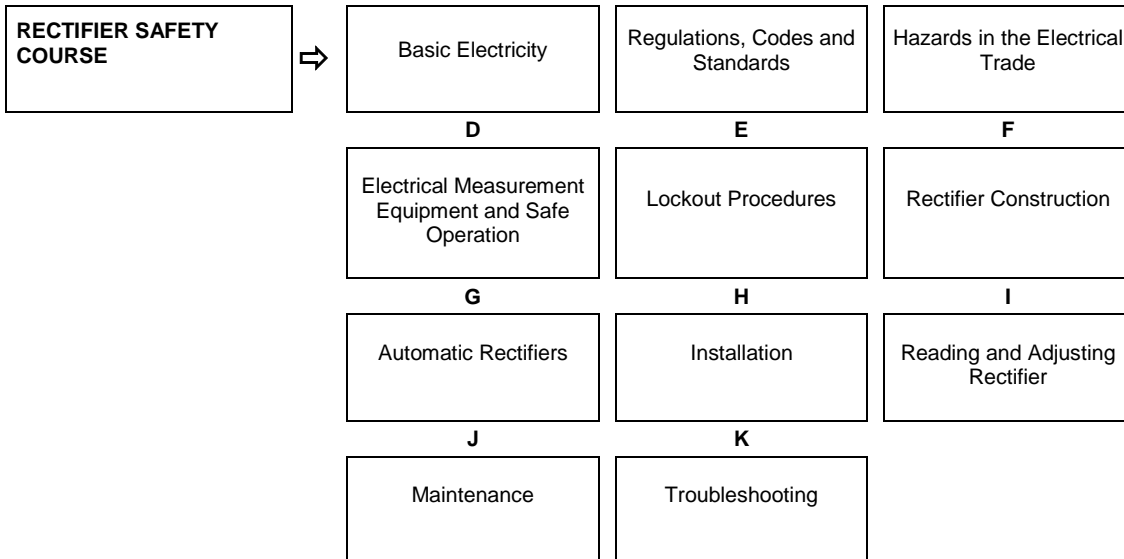 RECTIFIER SAFETY
COURSE
Basic Electricity
Regulations, Codes and
Standards
Hazards in the Electrical
Trade
D
E
F
Electrical Measurement
Equipment and Safe
Operation
Lockout Procedures
Rectifier Construction
G
H
I
Automatic Rectifiers
Installation
Reading and Adjusting
Rectifier
J
K
Maintenance
Troubleshooting